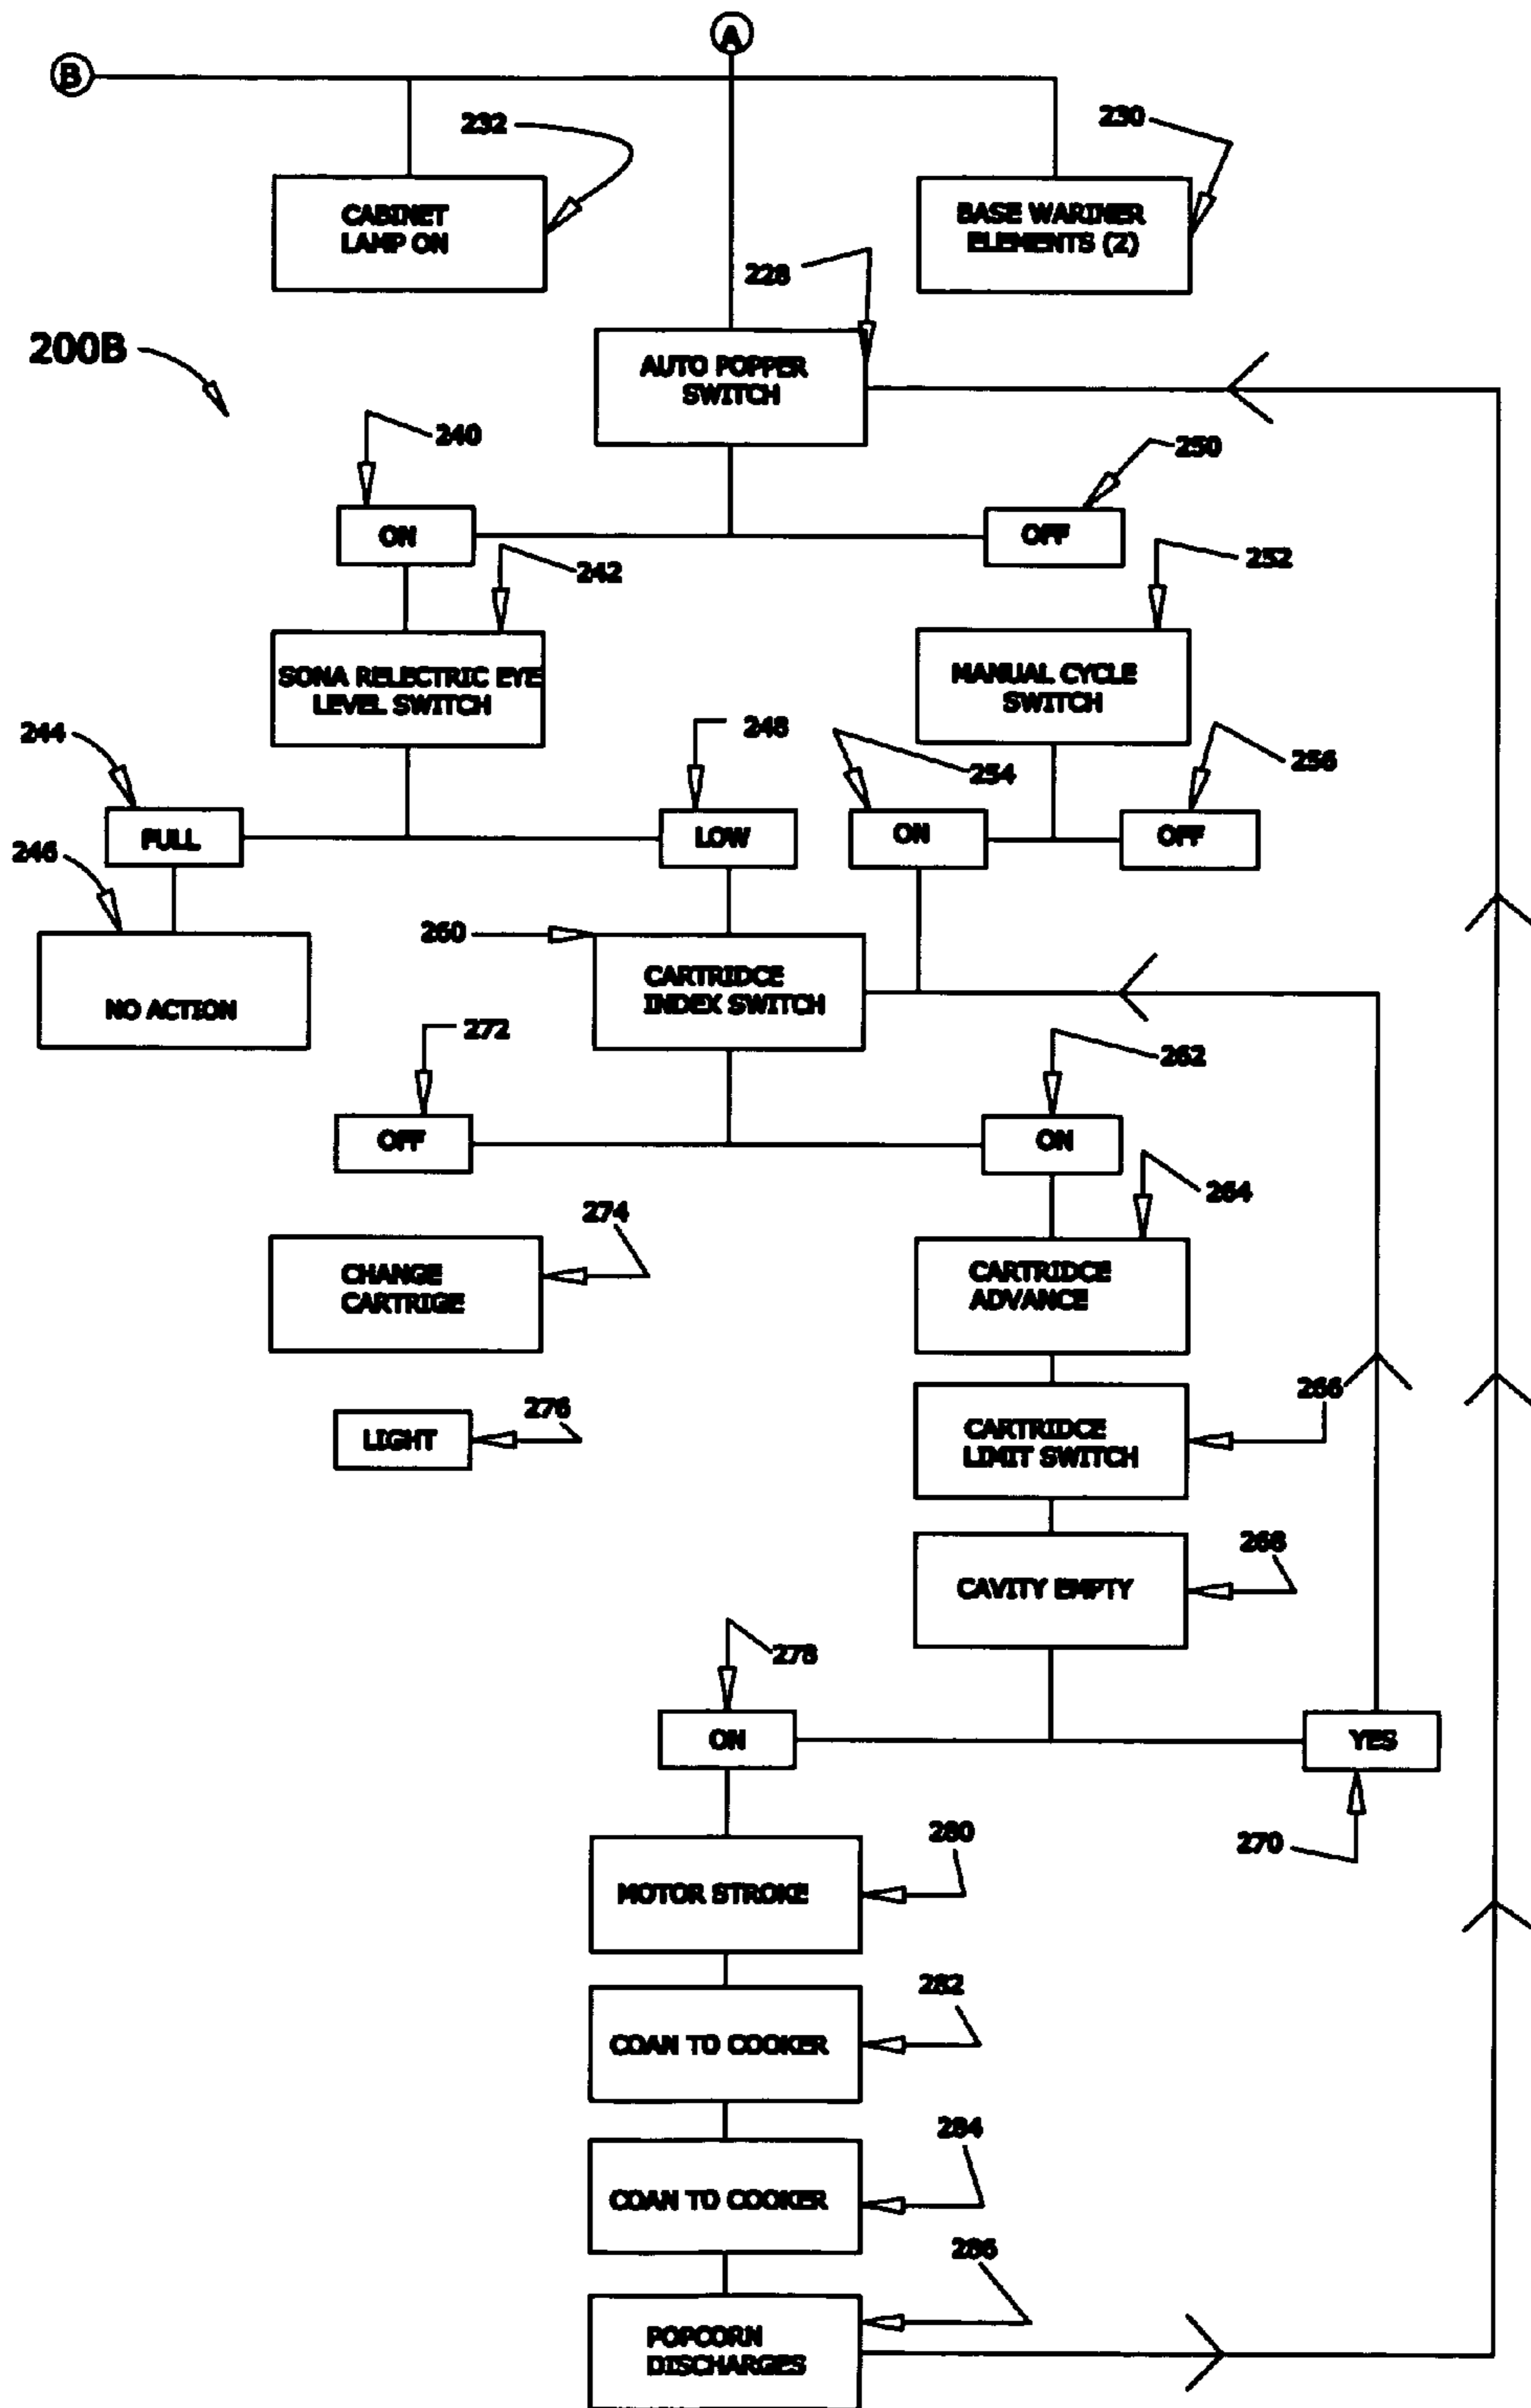 A
B
232
230
CABINET
LAMP ON
BASE WARINER
ELEMENTS (2)
228
200B
AUTO POPPER
SWITCH
240
250
ON
OFF
242
252
SONA RELECTRIC EYE
LEVEL SWITCH
MANUAL CYCLE
SWITCH
244
248
254
256
FULL
LOW
ON
OFF
246
260
NO ACTION
CARTRIDCE
INDEX SWITCH
272
262
OFF
ON
264
274
CHANGE
CARTRIGE
CARTRIDCE
ADVANCE
276
266
LIGHT
CARTRIDCE
LIMIT SWITCH
268
CAVITY EMPTY
278
ON
YES
280
270
MOTOR STROKE
282
COAN TO COOKER
284
COAN TO COOKER
286
POPCORN
DISCHARGES